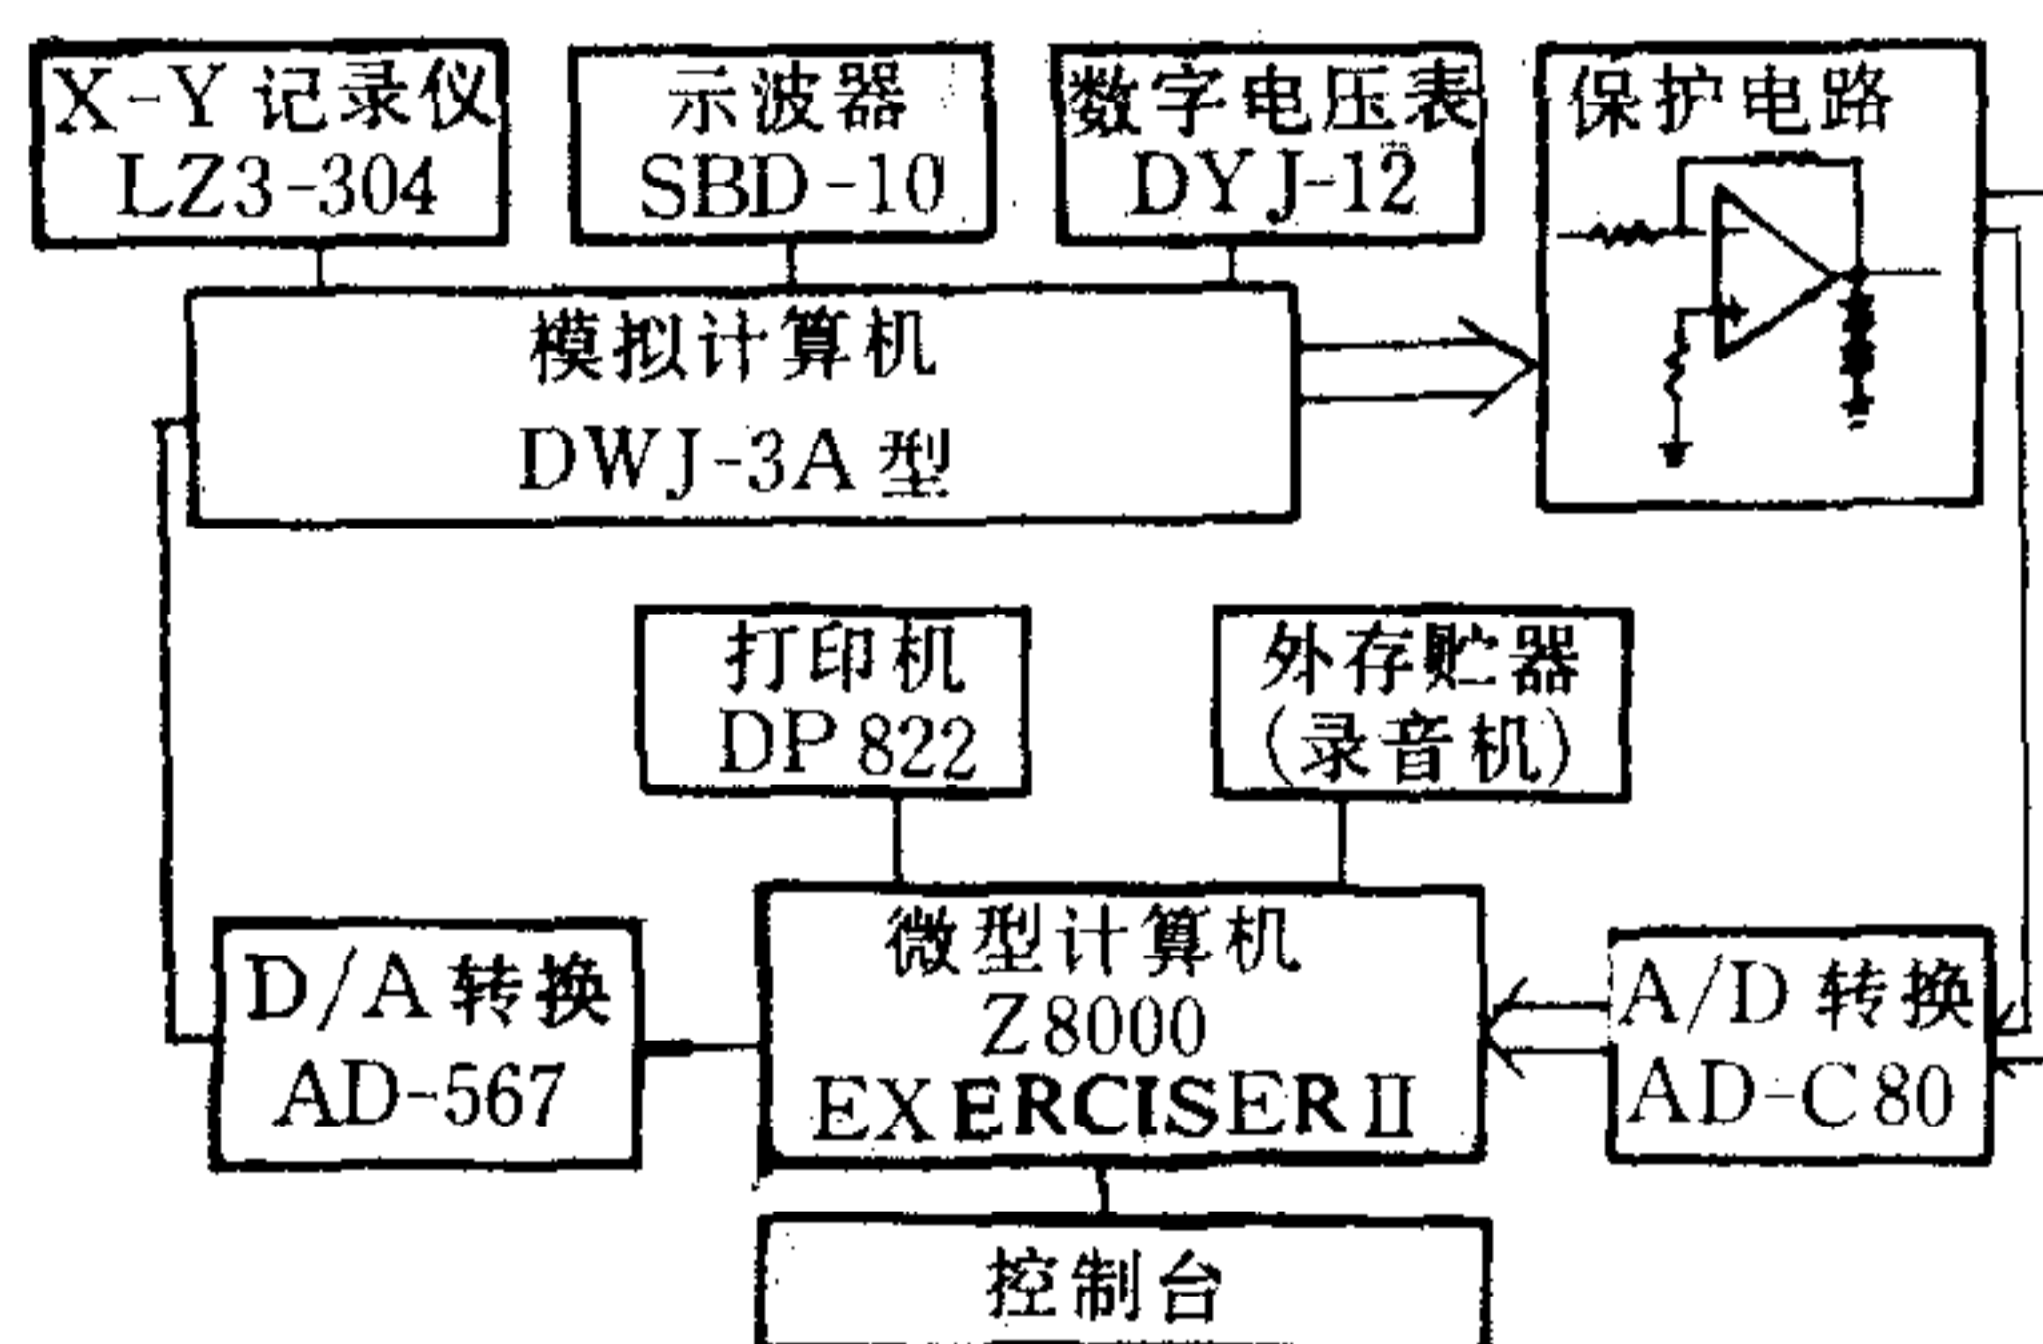 X-Y 记录仪
LZ3-304
示波器
SBD-10
数字电压表
DYJ-12
保护电路
模拟计算机
DWJ-3A 型
打印机
DP 822
外存贮器
(录音机)
D/A 转换
AD-567
微型计算机
Z8000
EXERCISER II
A/D 转换
AD-C80
控制台